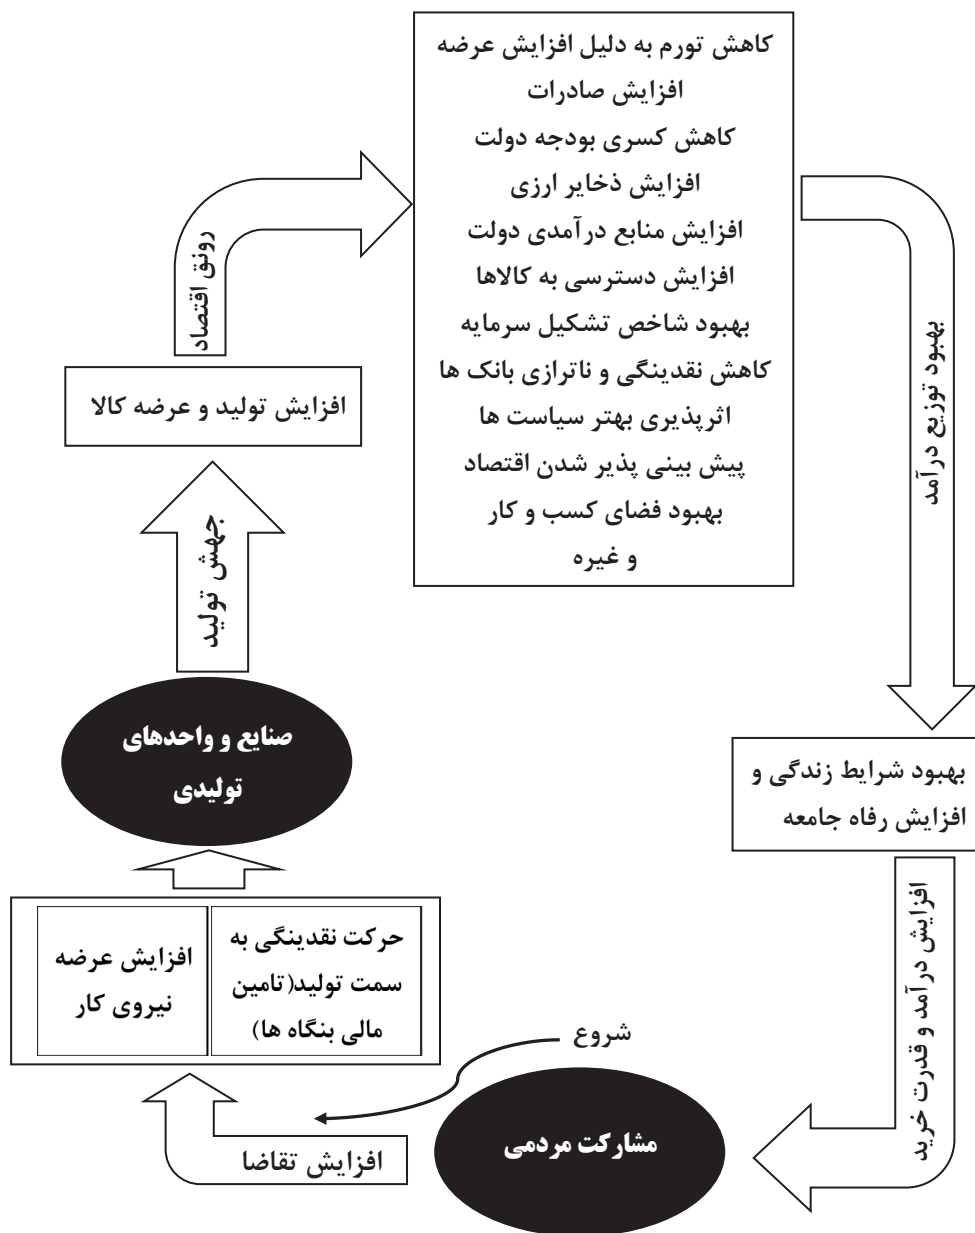 کاهش تورم به دلیل افزایش عرضه
افزایش صادرات
کاهش کسری بودجه دولت
افزایش ذخایر ارزی
افزایش منابع درآمدی دولت
افزایش دسترسی به کالاها
بهبود شاخص تشکیل سرمایه
کاهش نقدینگی و ناترازی بانک ها
اثرپذیری بهتر سیاست ها
پیش بینی پذیر شدن اقتصاد
بهبود فضای کسب و کار
و غیره
بهبود توزیع درآمد
بهبود شرایط زندگی و
افزایش رفاه جامعه
افزایش درآمد و قدرت خرید
مشارکت مردمی
شروع
افزایش تقاضا
حرکت نقدینگی به
سمت تولید(تامین
مالی بنگاه ها)
افزایش عرضه
نیروی کار
صنایع و واحدهای
تولیدی
جهش تولید
افزایش تولید و عرضه کالا
رونق اقتصاد